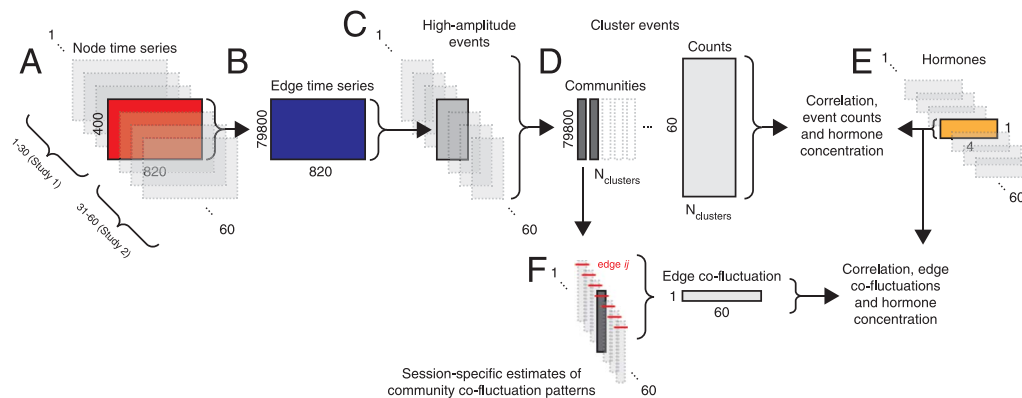 A
1
...
Node time series
400
820
1-30 (Study 1)
31-60 (Study 2)
...
60
B
Edge time series
79800
820
C
1
...
High-amplitude
events
...
60
Cluster events
D
Communities
79800
...
N clusters
Counts
60
N clusters
Correlation,
event counts
and hormone
concentration
E
Hormones
1
...
1
4
...
60
F
1
...
edge ij
...
60
Session-specific estimates of
community co-fluctuation patterns
Edge co-fluctuation
1
60
Correlation, edge
co-fluctuations
and hormone
concentration